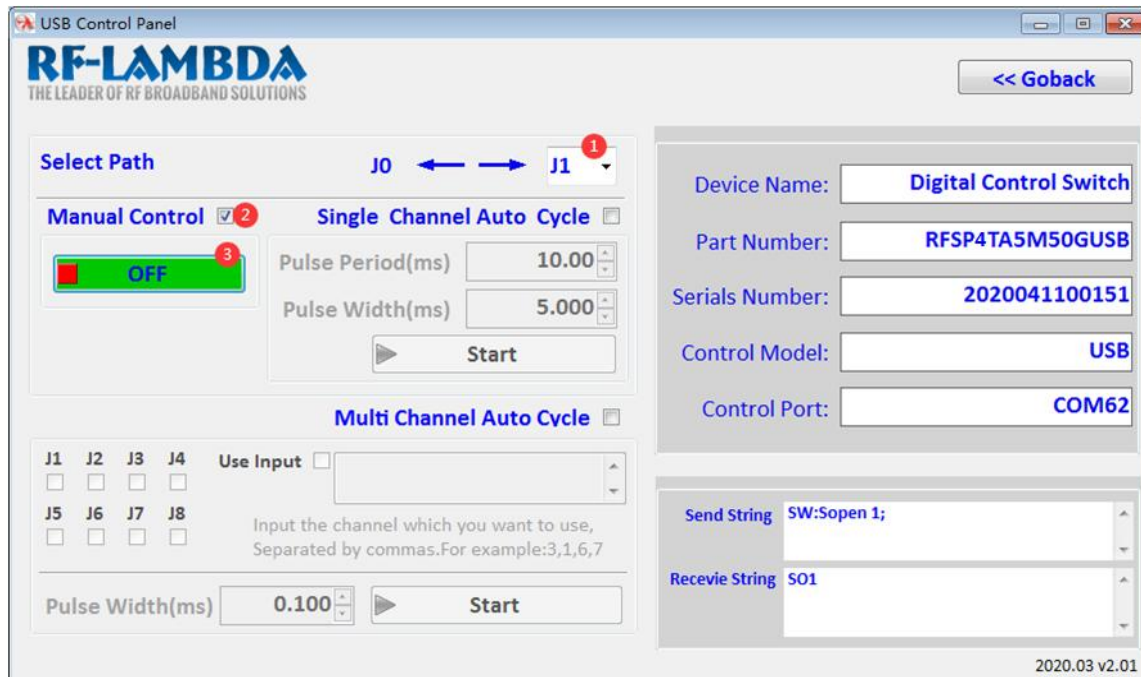 USB Control Panel
RF-LAMBDA
THE LEADER OF RF BROADBAND SOLUTIONS
<< Goback
Select Path
J0
J1
1
Manual Control
2
Single Channel Auto Cycle
OFF
3
Pulse Period(ms)
10.00
Pulse Width(ms)
5.000
Start
Device Name:
Digital Control Switch
Part Number:
RFSP4TA5M50GUSB
Serials Number:
2020041100151
Control Model:
USB
Control Port:
COM62
Multi Channel Auto Cycle
J1 J2 J3 J4
Use Input
J5 J6 J7 J8
Input the channel which you want to use,
Separated by commas.For example:3,1,6,7
Pulse Width(ms)
0.100
Start
Send String
SW:Sopen 1;
Recevie String
SO1
2020.03 v2.01